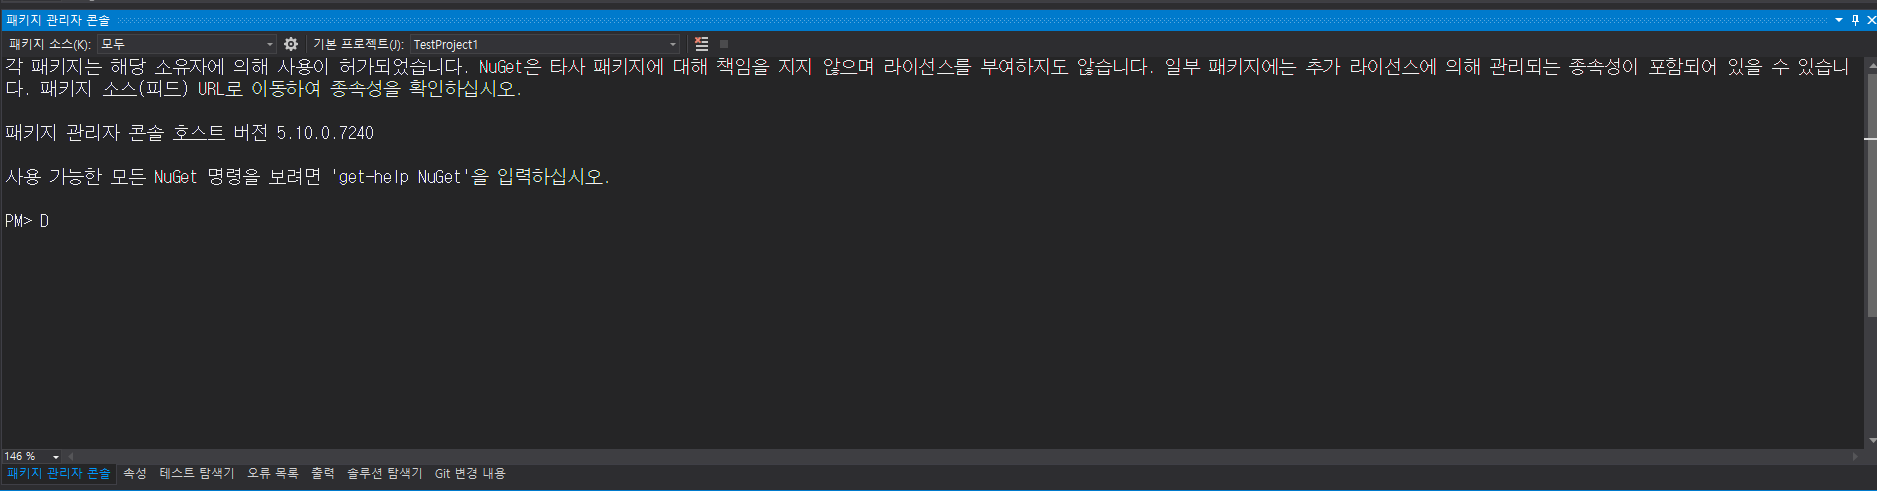 패키지 관리자 콘솔
패키지 소스(K): 모두 기본 프로젝트(J): TestProject1
각 패키지는 해당 소유자에 의해 사용이 허가되었습니다. NuGet은 타사 패키지에 대해 책임을 지지 않으며 라이선스를 부여하지도 않습니다. 일부 패키지에는 추가 라이선스에 의해 관리되는 종속성이 포함되어 있을 수 있습니
다. 패키지 소스(피드) URL로 이동하여 종속성을 확인하십시오.
패키지 관리자 콘솔 호스트 버전 5.10.0.7240
사용 가능한 모든 NuGet 명령을 보려면 'get-help NuGet'을 입력하십시오.
PM> D
146 %
패키지 관리자 콘솔 속성 테스트 탐색기 오류 목록 출력 솔루션 탐색기 Git 변경 내용